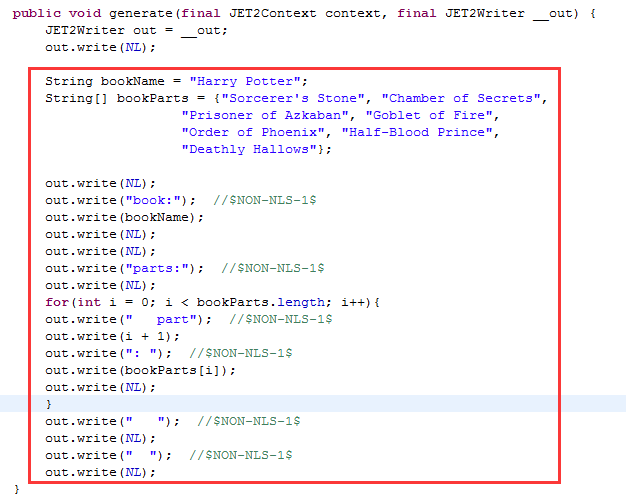 public void generate(final JET2Context context, final JET2Writer __out) {
    JET2Writer out = __out;
    out.write(NL);

    String bookName = "Harry Potter";
    String[] bookParts = {"Sorcerer's Stone", "Chamber of Secrets",
                     "Prisoner of Azkaban", "Goblet of Fire",
                     "Order of Phoenix", "Half-Blood Prince",
                     "Deathly Hallows"};

    out.write(NL);
    out.write("book:");  //$NON-NLS-1$
    out.write(bookName);
    out.write(NL);
    out.write(NL);
    out.write("parts:");  //$NON-NLS-1$
    out.write(NL);
    for(int i = 0; i < bookParts.length; i++){
    out.write("   part");  //$NON-NLS-1$
    out.write(i + 1);
    out.write(": ");  //$NON-NLS-1$
    out.write(bookParts[i]);
    out.write(NL);
    }
    out.write("   ");  //$NON-NLS-1$
    out.write(NL);
    out.write("  ");  //$NON-NLS-1$
    out.write(NL);
}